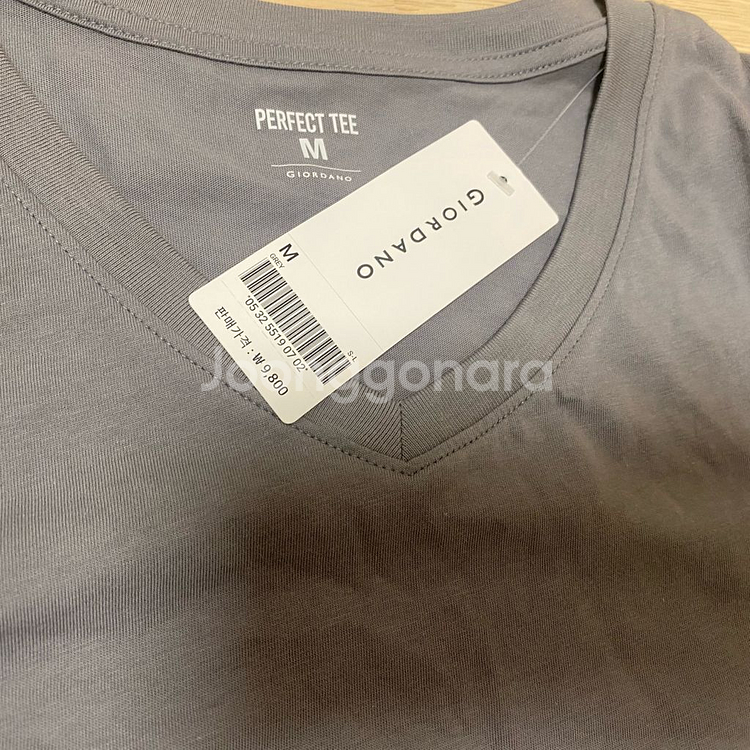 PERFECT TEE
M
GIORDANO
GIORDANO
M
GREY
*05 32 5519 07 02*
S-L
판매가격 : ₩ 9,800
Joonggonara